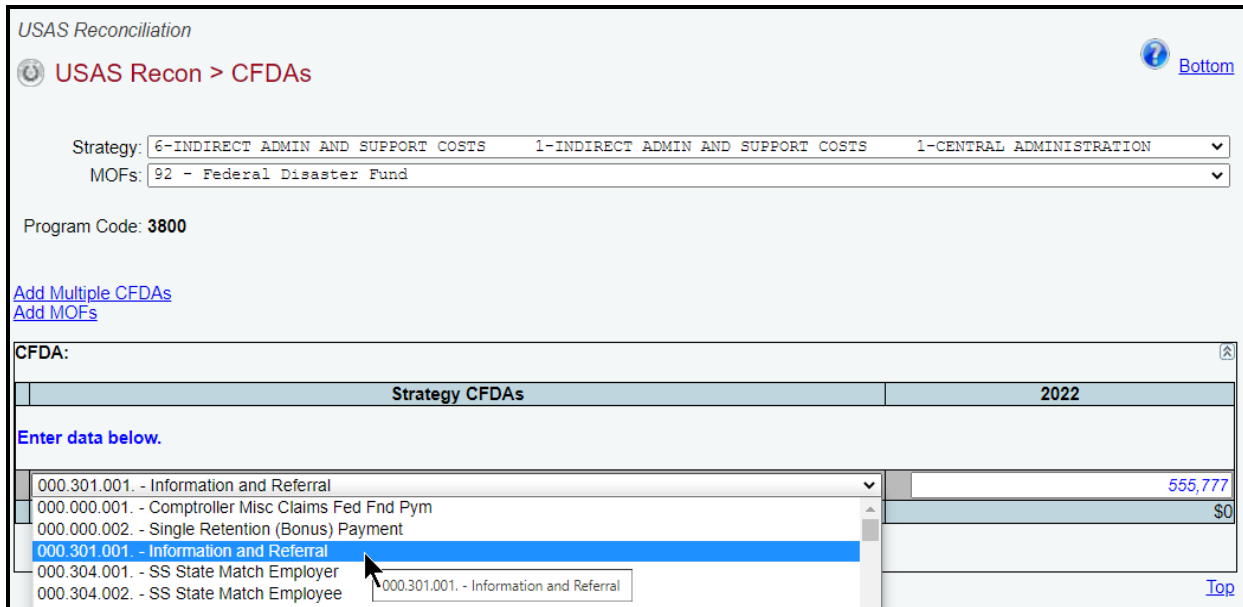 USAS Reconciliation
USAS Recon > CFDAs
? Bottom
Strategy: 6-INDIRECT ADMIN AND SUPPORT COSTS 1-INDIRECT ADMIN AND SUPPORT COSTS 1-CENTRAL ADMINISTRATION
MOFs: 92 - Federal Disaster Fund
Program Code: 3800
Add Multiple CFDAs
Add MOFs
CFDA:
Strategy CFDAs 2022
Enter data below.
000.301.001. - Information and Referral 555,777
000.000.001. - Comptroller Misc Claims Fed Fnd Pym $0
000.000.002. - Single Retention (Bonus) Payment
000.301.001. - Information and Referral
000.304.001. - SS State Match Employer
000.301.001. - Information and Referral
000.304.002. - SS State Match Employee
Top